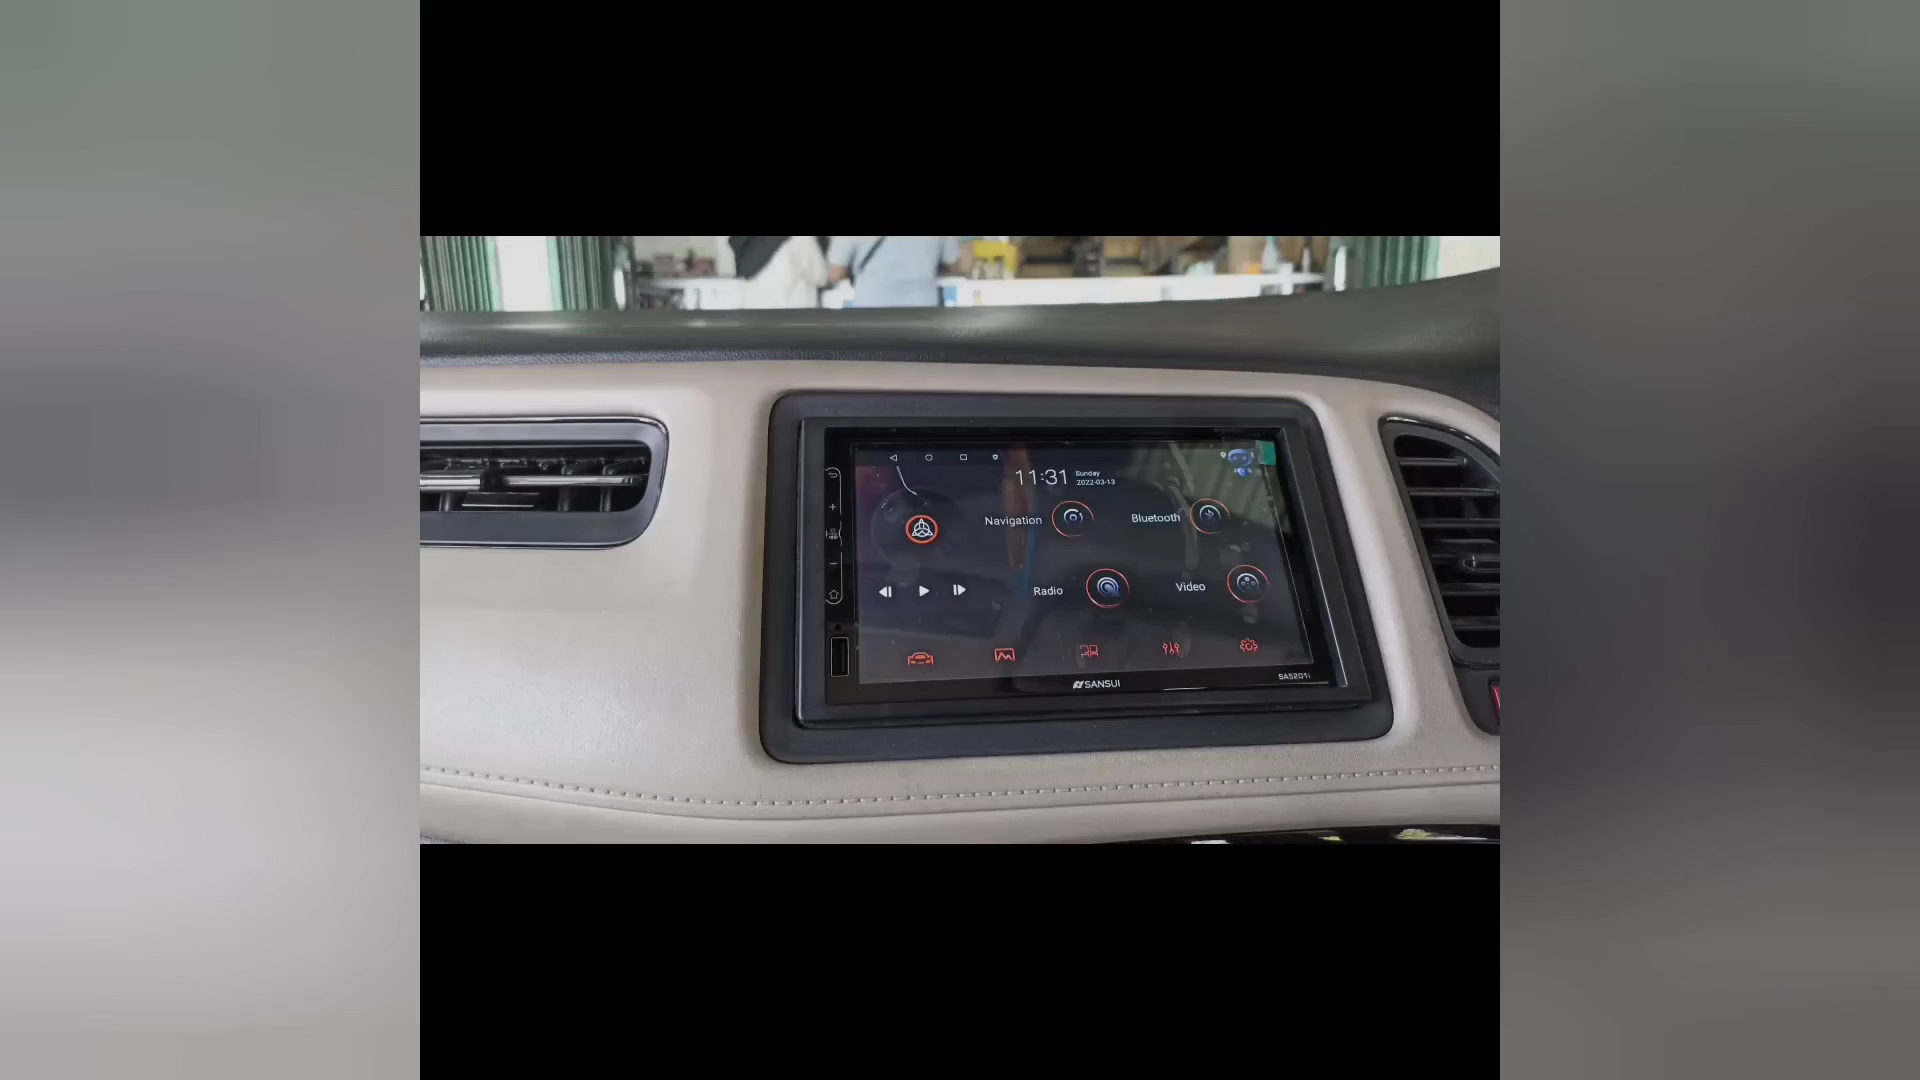 11:31
Sunday
2022-03-13
Navigation
Bluetooth
Radio
Video
SANSUI
SA5201i